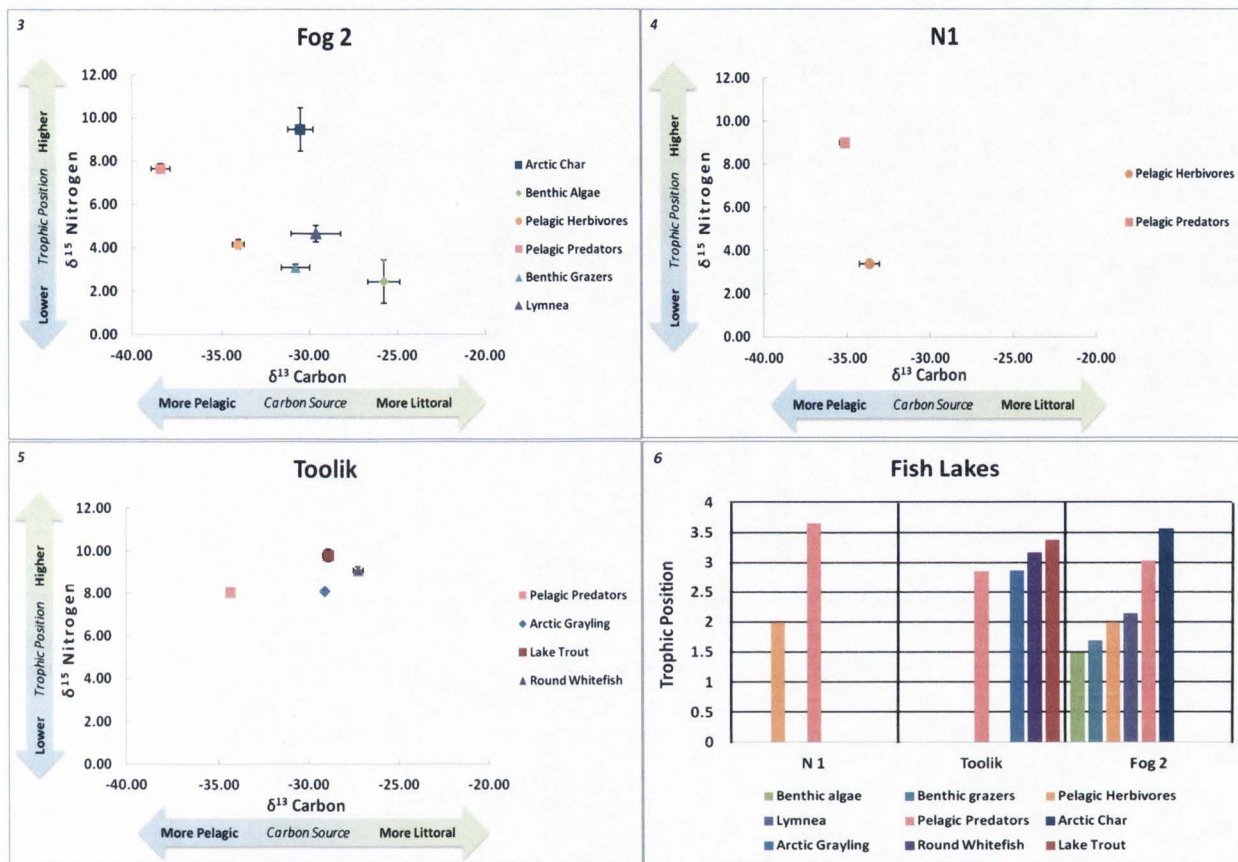 3
Fog 2
12.00
10.00
8.00
6.00
4.00
2.00
0.00
Lower Trophic Position Higher
δ15 Nitrogen
-40.00 -35.00 -30.00 -25.00 -20.00
δ13 Carbon
More Pelagic Carbon Source More Littoral
Arctic Char
Benthic Algae
Pelagic Herbivores
Pelagic Predators
Benthic Grazers
Lymnea
4
N1
12.00
10.00
8.00
6.00
4.00
2.00
0.00
Lower Trophic Position Higher
δ15 Nitrogen
-40.00 -35.00 -30.00 -25.00 -20.00
δ13 Carbon
More Pelagic Carbon Source More Littoral
Pelagic Herbivores
Pelagic Predators
5
Toolik
12.00
10.00
8.00
6.00
4.00
2.00
0.00
Lower Trophic Position Higher
δ15 Nitrogen
-40.00 -35.00 -30.00 -25.00 -20.00
δ13 Carbon
More Pelagic Carbon Source More Littoral
Pelagic Predators
Arctic Grayling
Lake Trout
Round Whitefish
6
Fish Lakes
4
3.5
3
2.5
2
1.5
1
0.5
0
Trophic Position
N 1 Toolik Fog 2
Benthic algae Benthic grazers Pelagic Herbivores
Lymnea Pelagic Predators Arctic Char
Arctic Grayling Round Whitefish Lake Trout